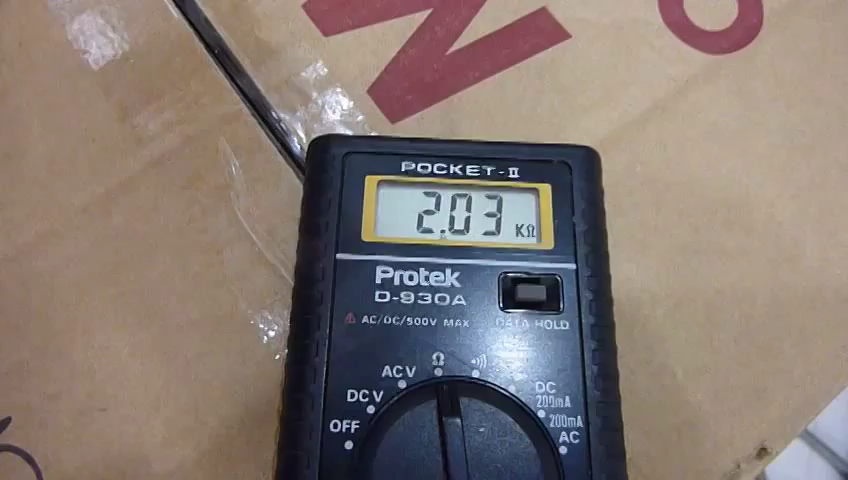 POCKET-II
2.03 KΩ
Protek
D-930A
⚠ AC/DC/500V MAX
DATA HOLD
Ω
ACV
DCV
OFF
DC
200mA
200mA
AC